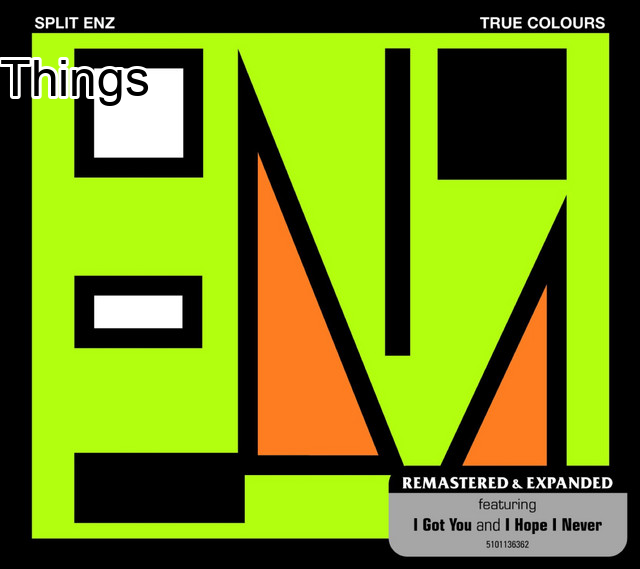 SPLIT ENZ
TRUE COLOURS
Things
REMASTERED & EXPANDED
featuring
I Got You and I Hope I Never
5101136362